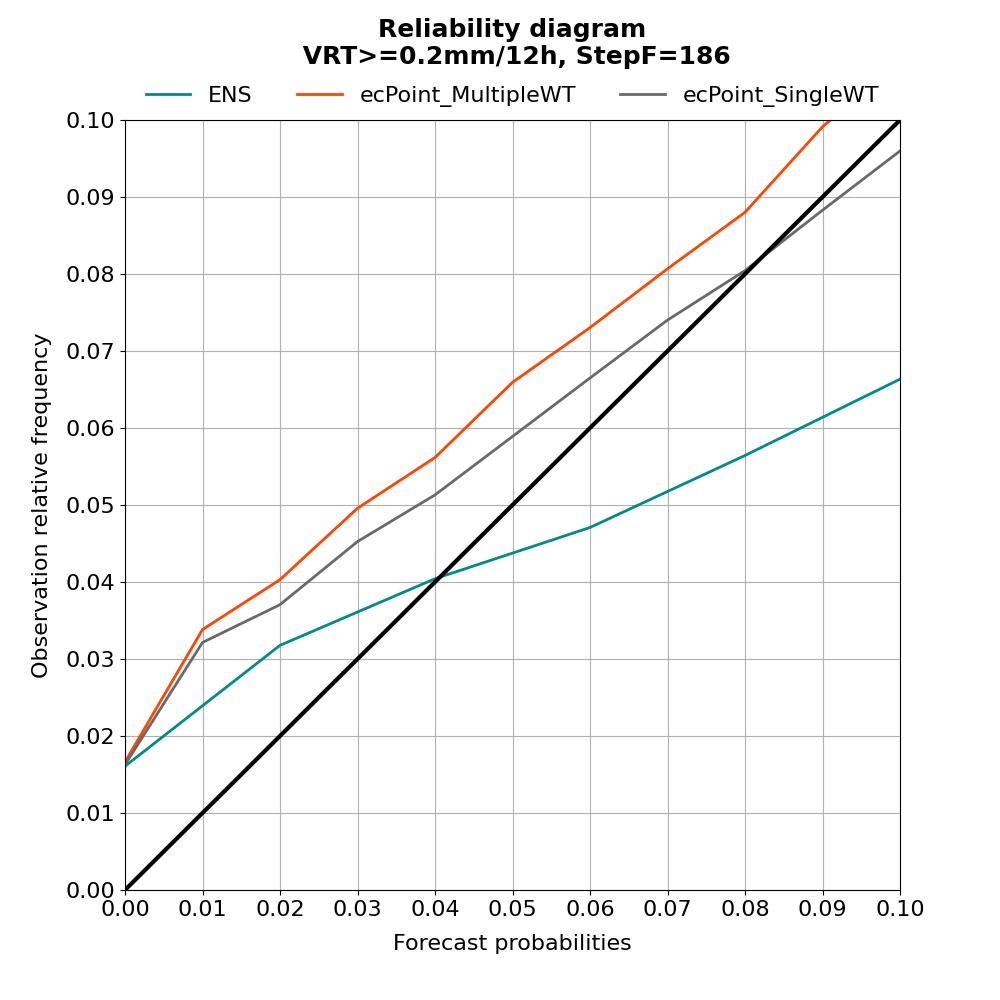 Reliability diagram
VRT>=0.2mm/12h, StepF=186
ENS ecPoint_MultipleWT ecPoint_SingleWT
0.10
0.09
0.08
0.07
0.06
0.05
0.04
0.03
0.02
0.01
0.00
Observation relative frequency
0.00 0.01 0.02 0.03 0.04 0.05 0.06 0.07 0.08 0.09 0.10
Forecast probabilities